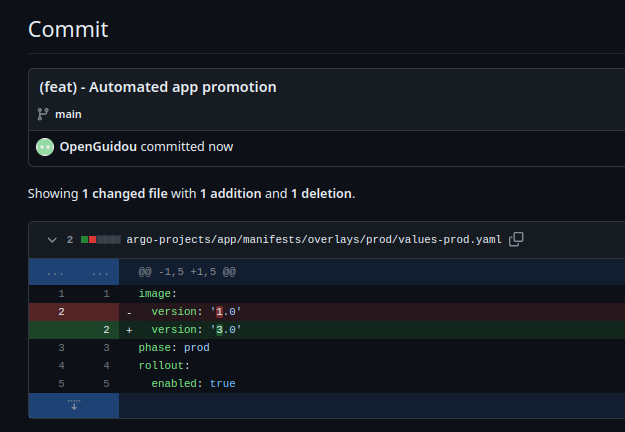 Commit
(feat) - Automated app promotion
main
OpenGuidou committed now
Showing 1 changed file with 1 addition and 1 deletion.
2 argo-projects/app/manifests/overlays/prod/values-prod.yaml
... ... @@ -1,5 +1,5 @@
1 1 image:
2 - version: '1.0'
2 + version: '3.0'
3 3 phase: prod
4 4 rollout:
5 5 enabled: true